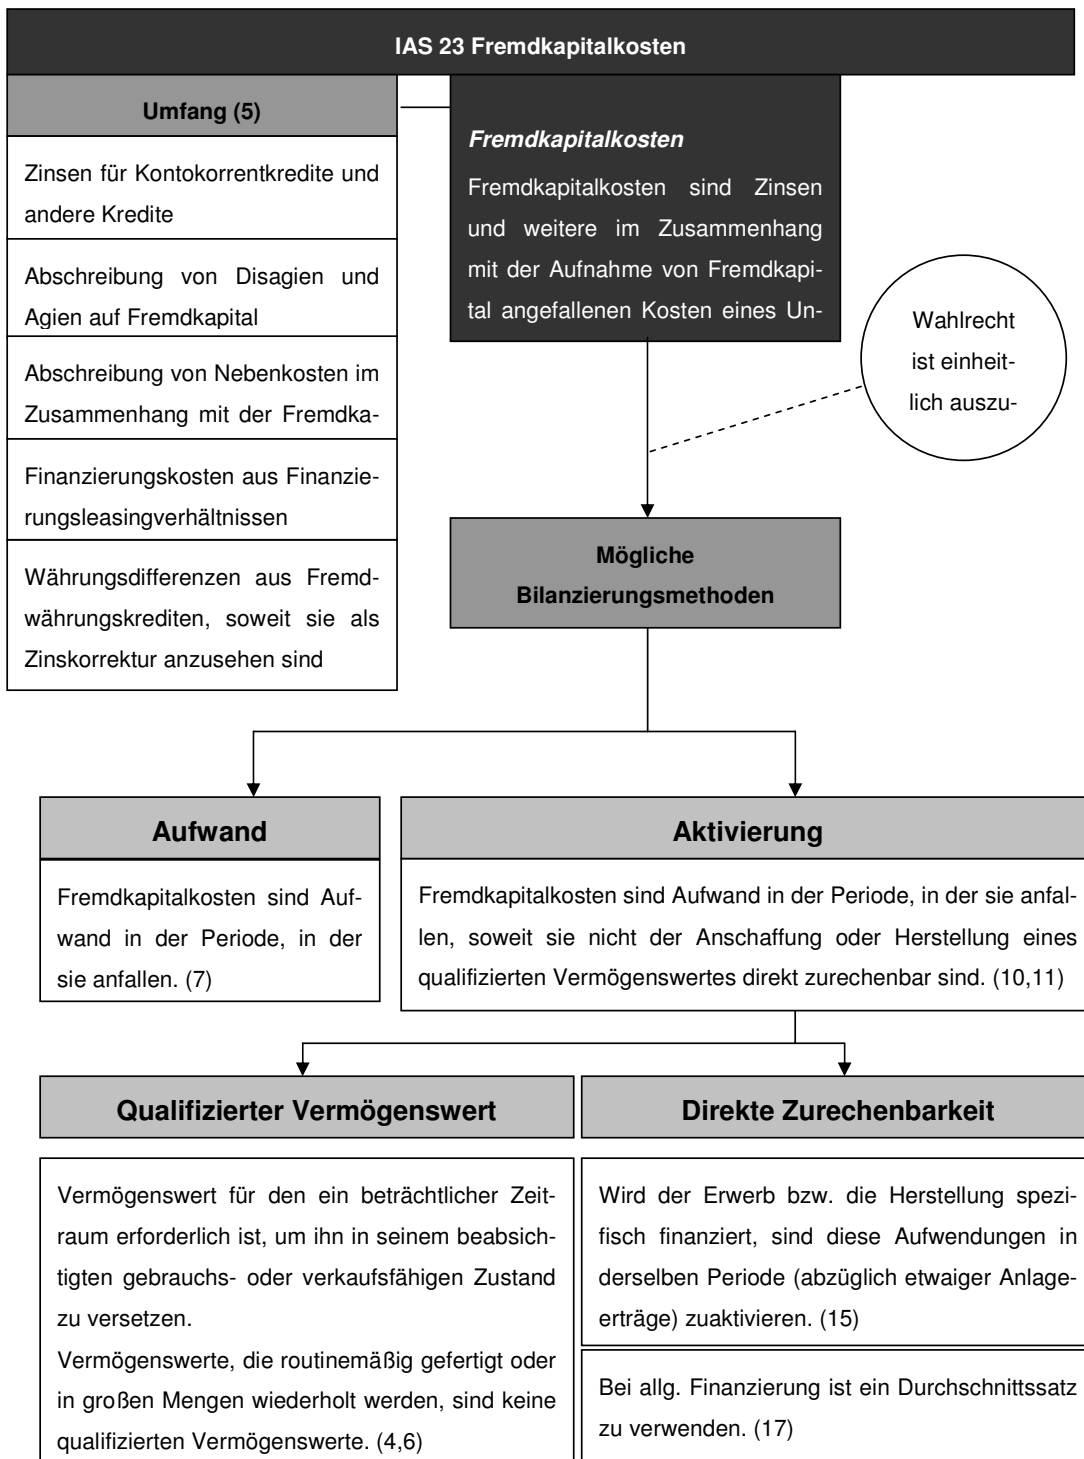 IAS 23 Fremdkapitalkosten
Umfang (5)
Zinsen für Kontokorrentkredite und
andere Kredite
Abschreibung von Disagien und
Agien auf Fremdkapital
Abschreibung von Nebenkosten im
Zusammenhang mit der Fremdka-
Finanzierungskosten aus Finanzie-
rungsleasingverhältnissen
Währungsdifferenzen aus Fremd-
währungskrediten, soweit sie als
Zinskorrektur anzusehen sind
Fremdkapitalkosten
Fremdkapitalkosten sind Zinsen
und weitere im Zusammenhang
mit der Aufnahme von Fremdkapi-
tal angefallenen Kosten eines Un-
Wahlrecht
ist einheit-
lich auszu-
Mögliche
Bilanzierungsmethoden
Aufwand
Fremdkapitalkosten sind Auf-
wand in der Periode, in der
sie anfallen. (7)
Aktivierung
Fremdkapitalkosten sind Aufwand in der Periode, in der sie anfal-
len, soweit sie nicht der Anschaffung oder Herstellung eines
qualifizierten Vermögenswertes direkt zurechenbar sind. (10,11)
Qualifizierter Vermögenswert
Vermögenswert für den ein beträchtlicher Zeit-
raum erforderlich ist, um ihn in seinem beabsich-
tigten gebrauchs- oder verkaufsfähigen Zustand
zu versetzen.
Vermögenswerte, die routinemäßig gefertigt oder
in großen Mengen wiederholt werden, sind keine
qualifizierten Vermögenswerte. (4,6)
Direkte Zurechenbarkeit
Wird der Erwerb bzw. die Herstellung spezi-
fisch finanziert, sind diese Aufwendungen in
derselben Periode (abzüglich etwaiger Anlage-
erträge) zuaktivieren. (15)
Bei allg. Finanzierung ist ein Durchschnittssatz
zu verwenden. (17)